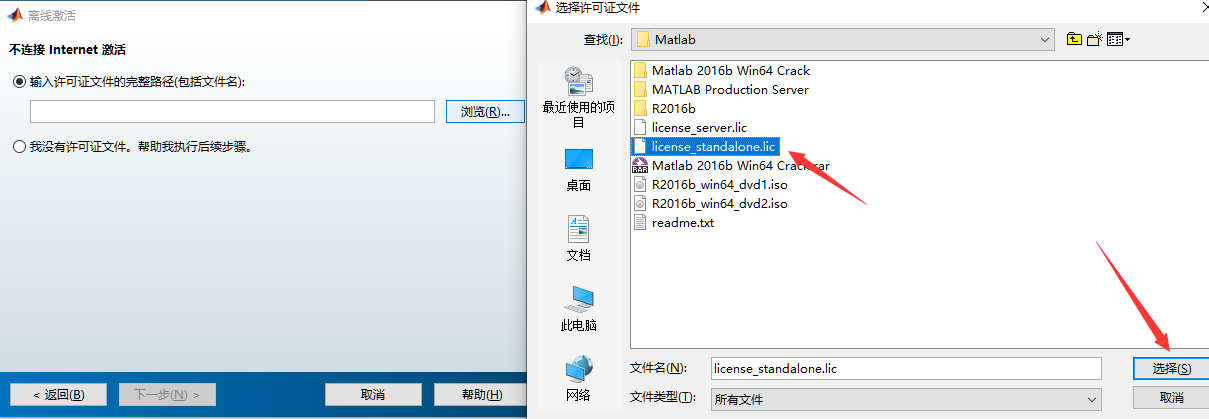 离线激活
不连接 Internet 激活
输入许可证文件的完整路径(包括文件名):
浏览(R)...
我没有许可证文件。帮助我执行后续步骤。
< 返回(B)
下一步(N) >
取消
帮助(H)
选择许可证文件
查找(I):
Matlab
最近使用的项
目
桌面
文档
此电脑
网络
Matlab 2016b Win64 Crack
MATLAB Production Server
R2016b
license_server.lic
license_standalone.lic
Matlab 2016b Win64 Crack.rar
R2016b_win64_dvd1.iso
R2016b_win64_dvd2.iso
readme.txt
文件名(N):
license_standalone.lic
选择(S)
文件类型(T):
所有文件
取消